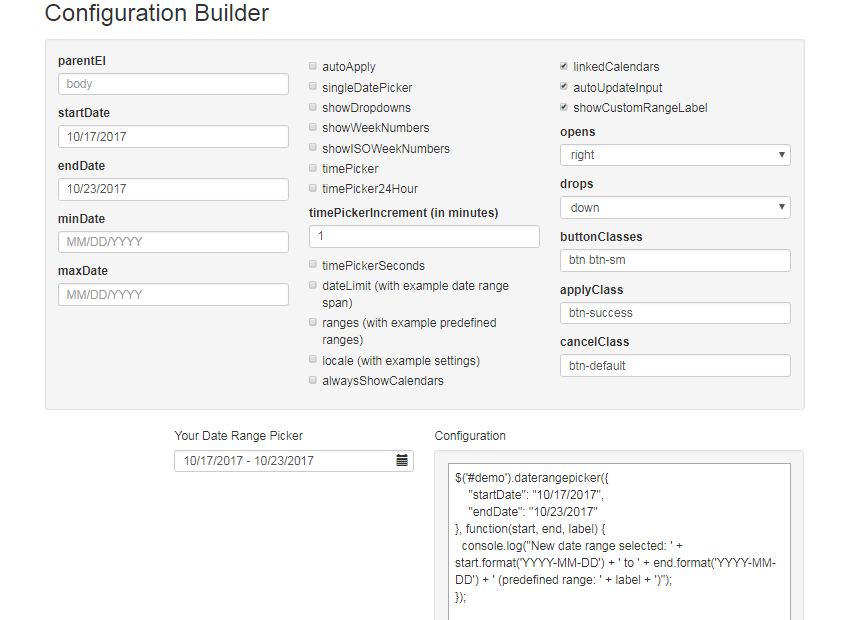 Configuration Builder
parentEl
body
startDate
10/17/2017
endDate
10/23/2017
minDate
MM/DD/YYYY
maxDate
MM/DD/YYYY
autoApply
singleDatePicker
showDropdowns
showWeekNumbers
showISOWeekNumbers
timePicker
timePicker24Hour
timePickerIncrement (in minutes)
1
timePickerSeconds
dateLimit (with example date range
span)
ranges (with example predefined
ranges)
locale (with example settings)
alwaysShowCalendars
linkedCalendars
autoUpdateInput
showCustomRangeLabel
opens
right
drops
down
buttonClasses
btn btn-sm
applyClass
btn-success
cancelClass
btn-default
Your Date Range Picker
10/17/2017 - 10/23/2017
Configuration
$('#demo').daterangepicker({
    "startDate": "10/17/2017",
    "endDate": "10/23/2017"
}, function(start, end, label) {
  console.log("New date range selected: ' +
start.format('YYYY-MM-DD') + ' to ' + end.format('YYYY-MM-
DD') + ' (predefined range: ' + label + ')");
});